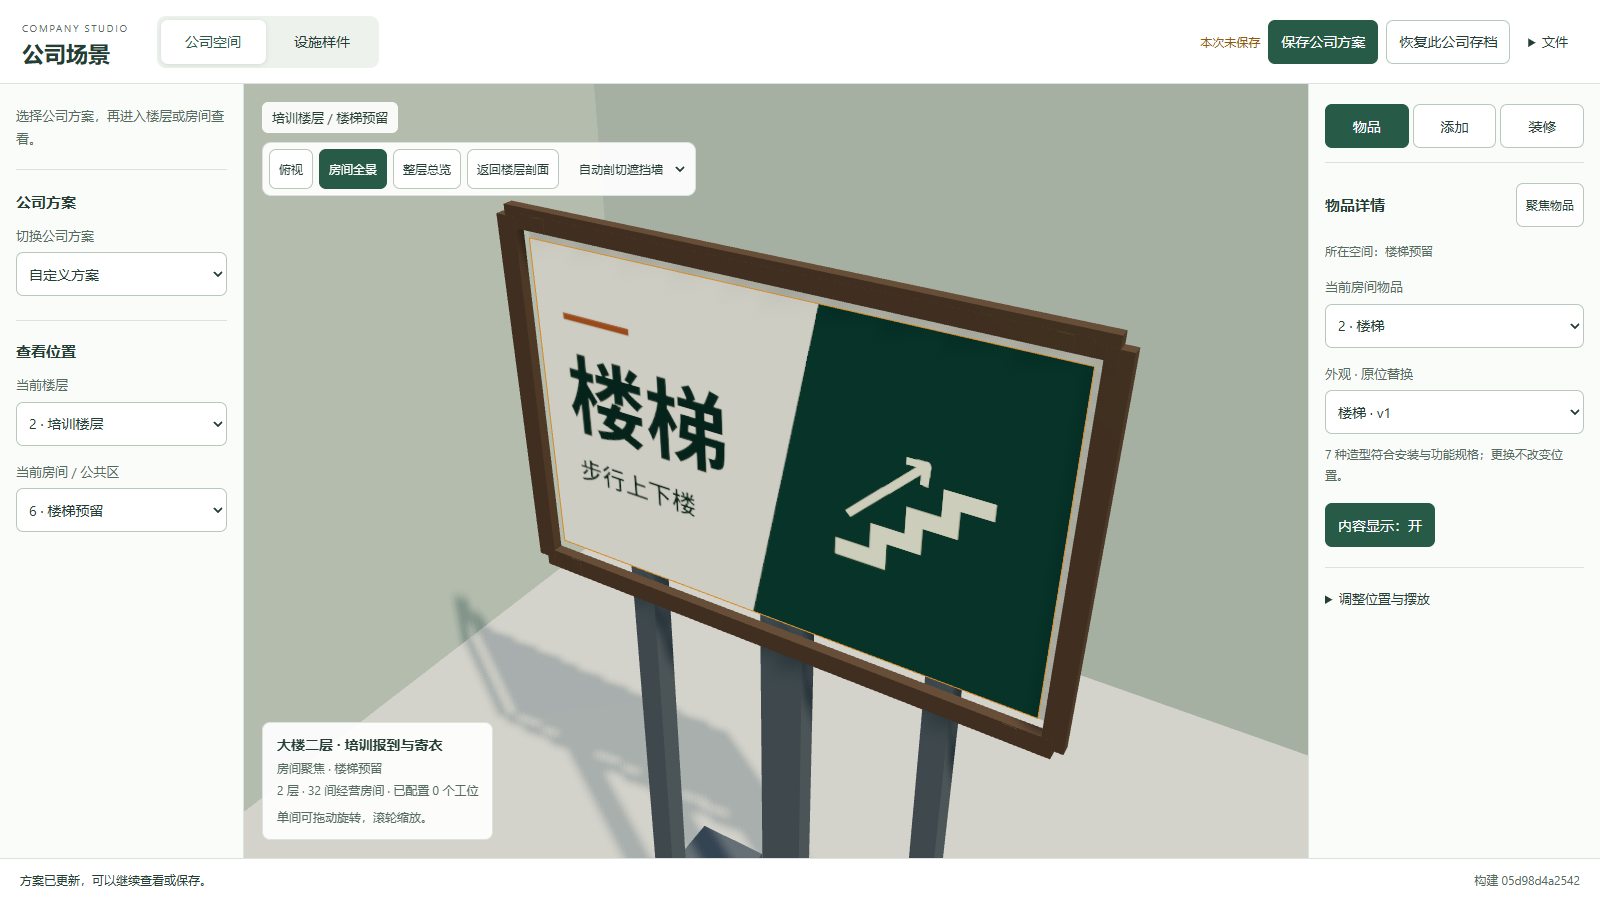 COMPANY STUDIO
公司场景
公司空间
设施样件
本次未保存
保存公司方案
恢复此公司存档
文件
选择公司方案，再进入楼层或房间查
看。
公司方案
切换公司方案
自定义方案
查看位置
当前楼层
2 · 培训楼层
当前房间 / 公共区
6 · 楼梯预留
培训楼层 / 楼梯预留
俯视
房间全景
整层总览
返回楼层剖面
自动剖切遮挡墙
楼梯
步行上下楼
大楼二层 · 培训报到与寄衣
房间聚焦 · 楼梯预留
2 层 · 32 间经营房间 · 已配置 0 个工位
单间可拖动旋转，滚轮缩放。
物品
添加
装修
物品详情
聚焦物品
所在空间：楼梯预留
当前房间物品
2 · 楼梯
外观 · 原位替换
楼梯 · v1
7 种造型符合安装与功能规格；更换不改变位
置。
内容显示：开
调整位置与摆放
方案已更新，可以继续查看或保存。
构建 05d98d4a2542